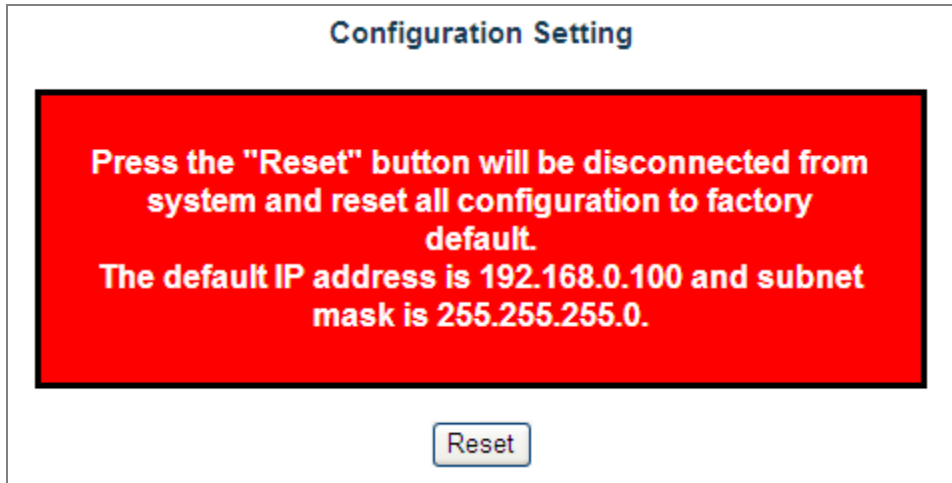 Configuration Setting
Press the "Reset" button will be disconnected from
system and reset all configuration to factory
default.
The default IP address is 192.168.0.100 and subnet
mask is 255.255.255.0.
Reset